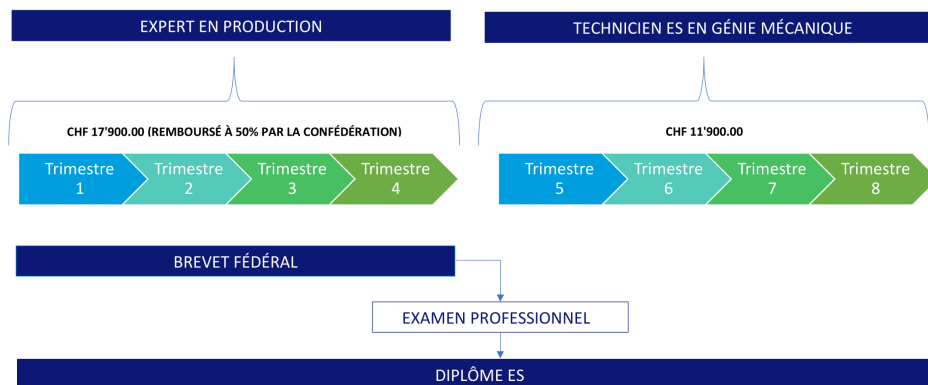 EXPERT EN PRODUCTION
TECHNICIEN ES EN GÉNIE MÉCANIQUE
CHF 17'900.00 (REMBOURSÉ À 50% PAR LA CONFÉDÉRATION)
CHF 11'900.00
Trimestre
1
Trimestre
2
Trimestre
3
Trimestre
4
Trimestre
5
Trimestre
6
Trimestre
7
Trimestre
8
BREVET FÉDÉRAL
EXAMEN PROFESSIONNEL
DIPLÔME ES